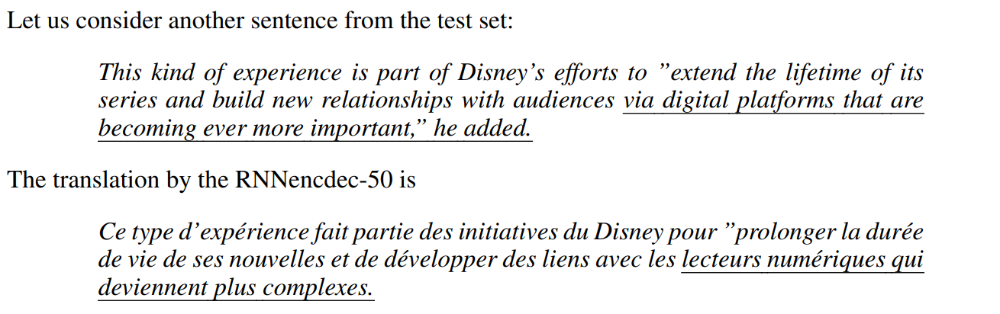 Let us consider another sentence from the test set:
This kind of experience is part of Disney’s efforts to ”extend the lifetime of its
series and build new relationships with audiences via digital platforms that are
becoming ever more important,” he added.
The translation by the RNNencdec-50 is
Ce type d’expérience fait partie des initiatives du Disney pour ”prolonger la durée
de vie de ses nouvelles et de développer des liens avec les lecteurs numériques qui
deviennent plus complexes.